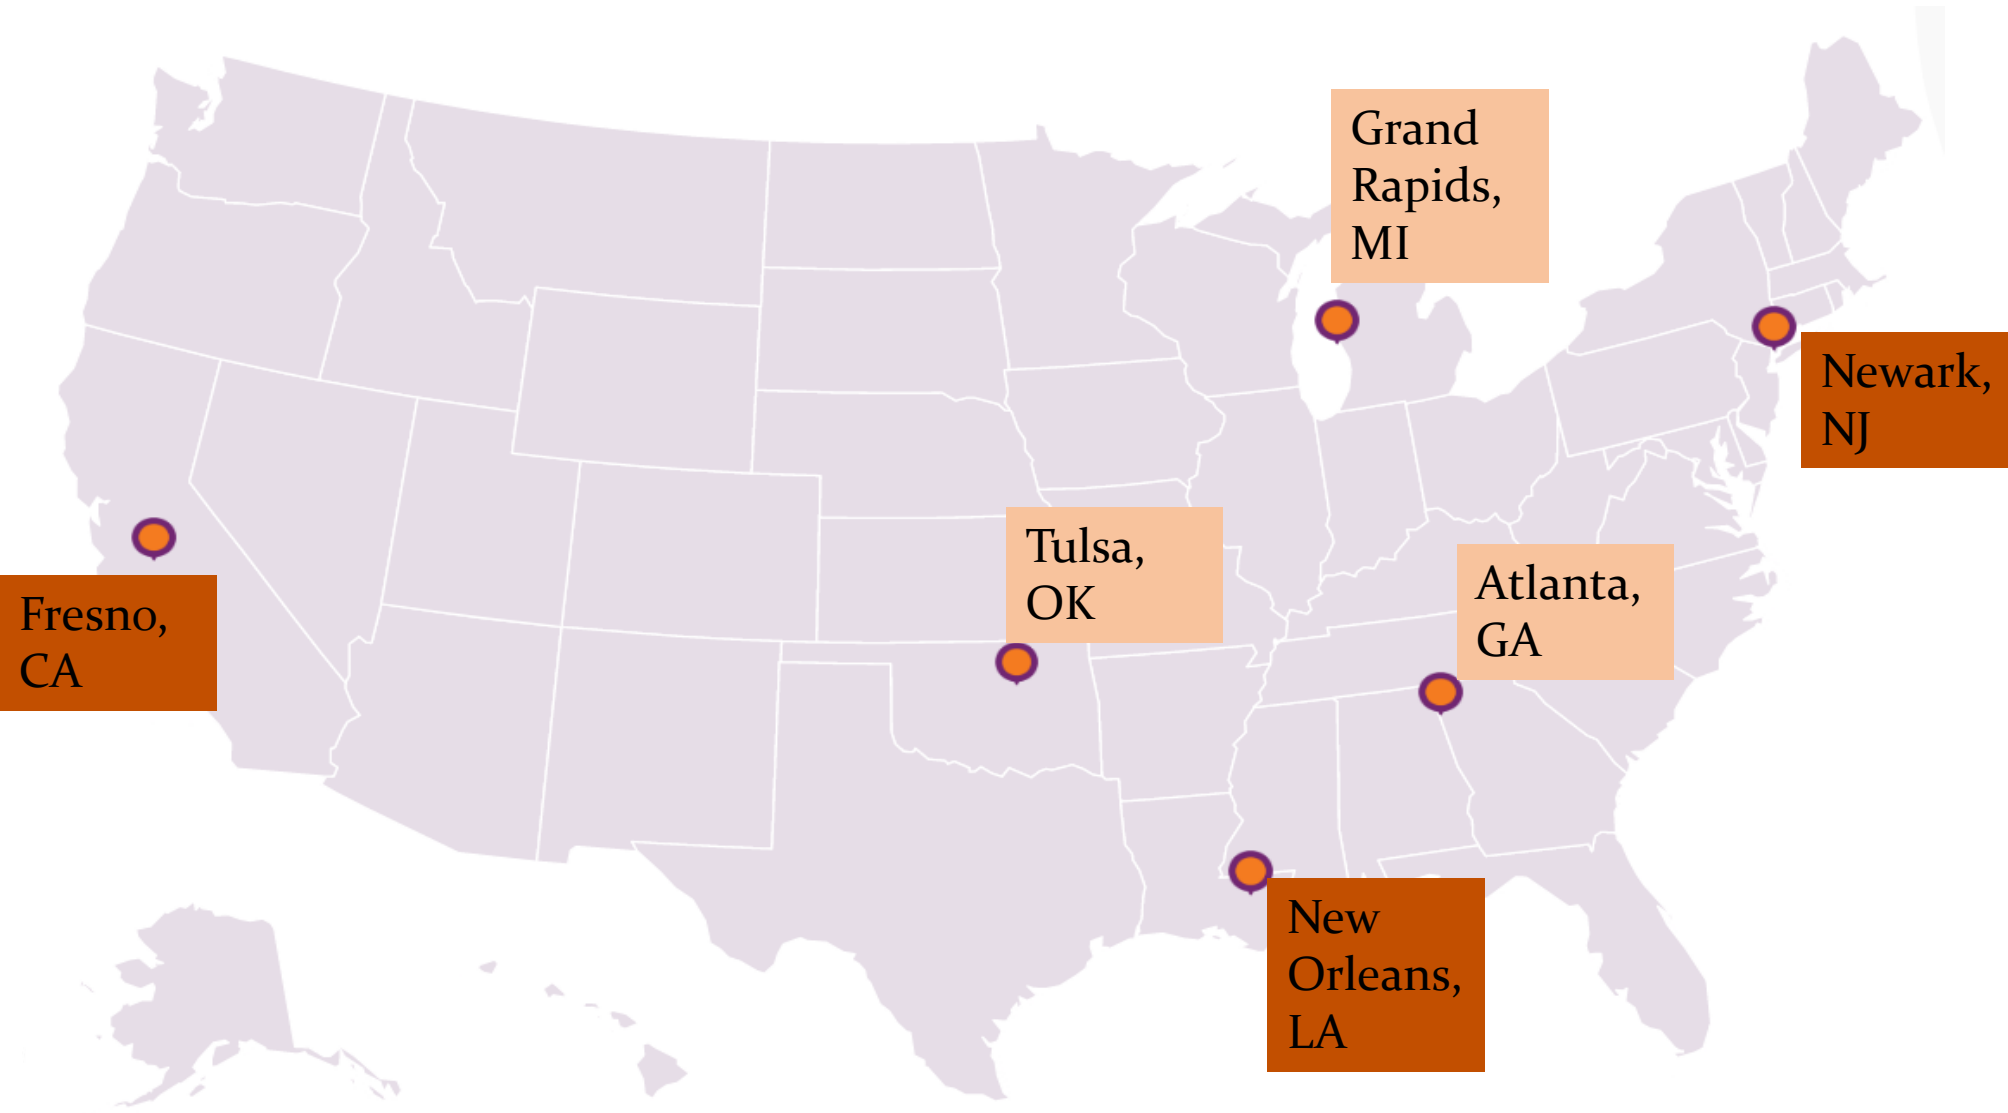 Grand
Rapids,
MI
Newark,
NJ
Tulsa,
OK
Atlanta,
GA
Fresno,
CA
New
Orleans,
LA